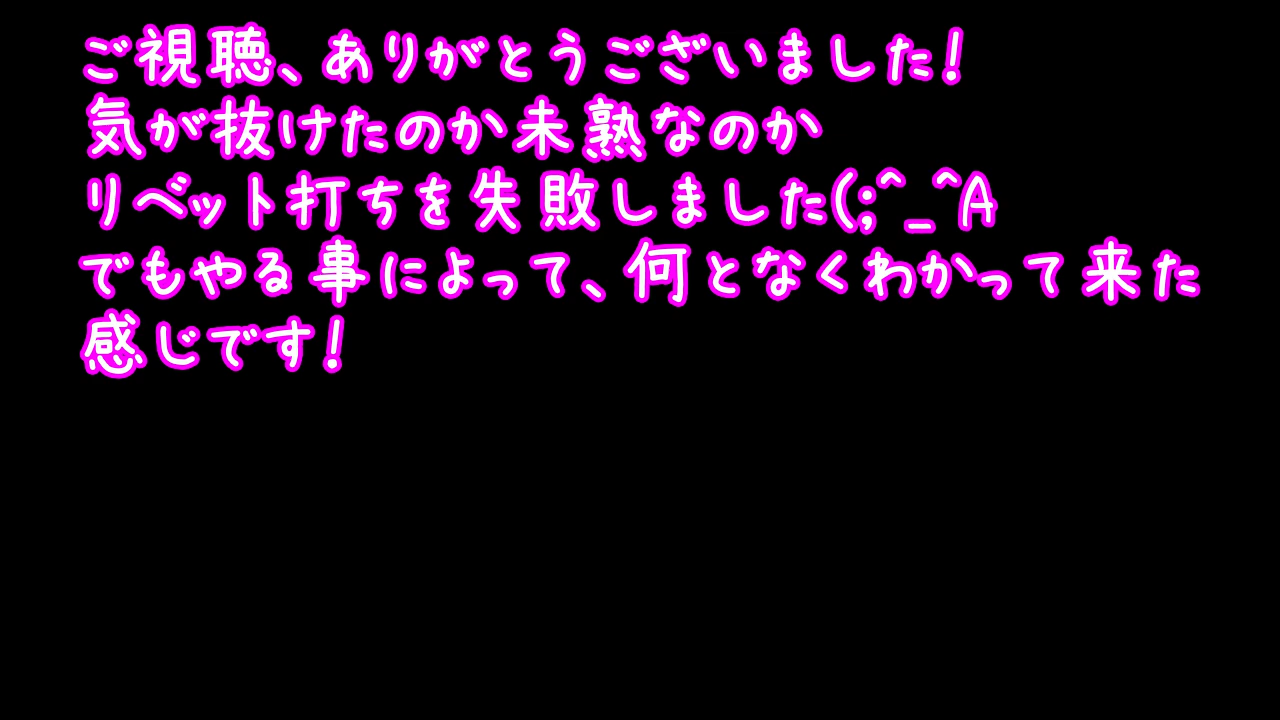 ご視聴、ありがとうございました!
気が抜けたのか未熟なのか
リベット打ちを失敗しました(;^_^A
でもやる事によって、何となくわかって来た
感じです!